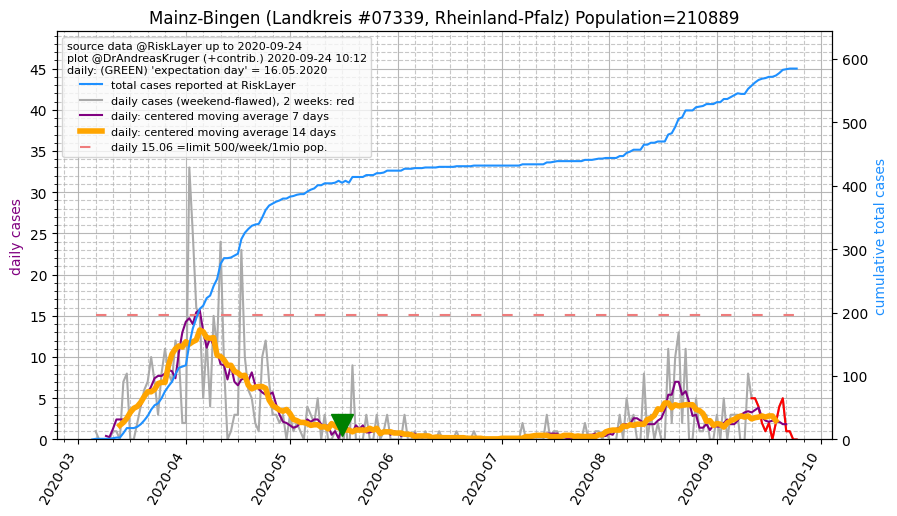 Mainz-Bingen (Landkreis #07339, Rheinland-Pfalz) Population=210889
source data @RiskLayer up to 2020-09-24
plot @DrAndreasKruger (+contrib.) 2020-09-24 10:12
daily: (GREEN) 'expectation day' = 16.05.2020
total cases reported at RiskLayer
daily cases (weekend-flawed), 2 weeks: red
daily: centered moving average 7 days
daily: centered moving average 14 days
daily 15.06 =limit 500/week/1mio pop.
daily cases
45
40
35
30
25
20
15
10
5
0
cumulative total cases
600
500
400
300
200
100
0
2020-03
2020-04
2020-05
2020-06
2020-07
2020-08
2020-09
2020-10